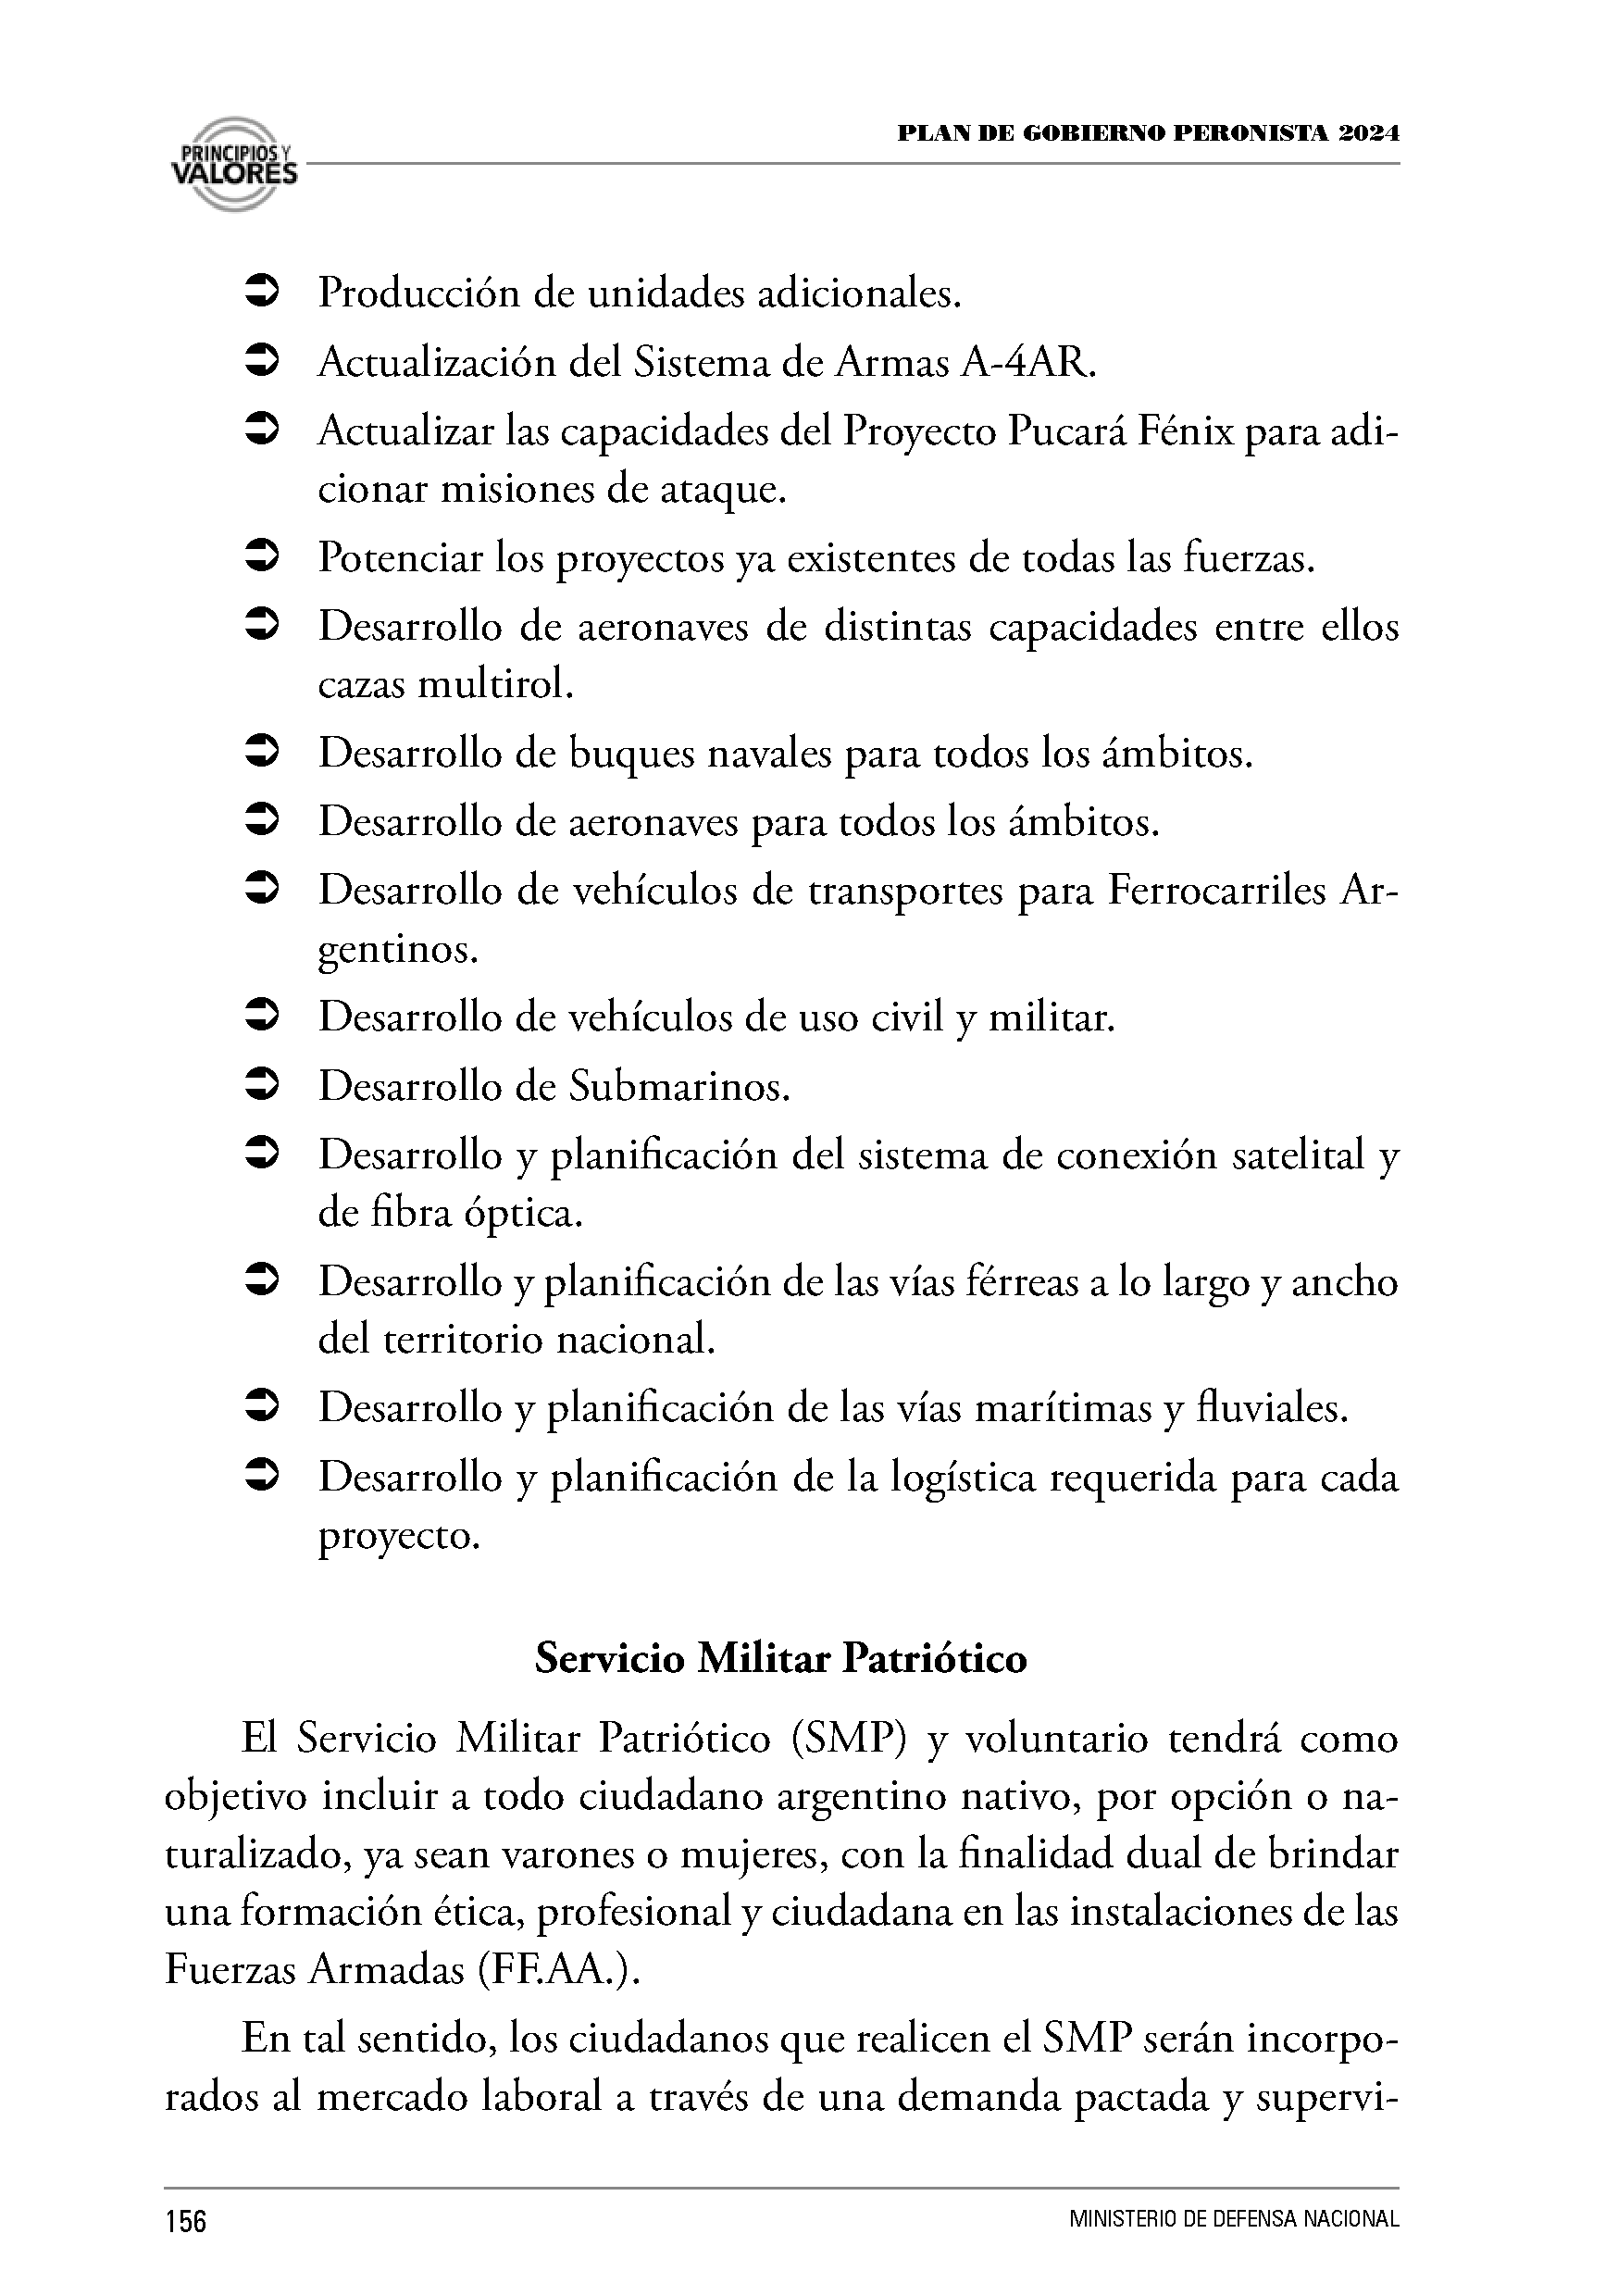 PRINCIPIOS Y
VALORES
PLAN DE GOBIERNO PERONISTA 2024
➲ Producción de unidades adicionales.
➲ Actualización del Sistema de Armas A-4AR.
➲ Actualizar las capacidades del Proyecto Pucará Fénix para adi-
cionar misiones de ataque.
➲ Potenciar los proyectos ya existentes de todas las fuerzas.
➲ Desarrollo de aeronaves de distintas capacidades entre ellos
cazas multirol.
➲ Desarrollo de buques navales para todos los ámbitos.
➲ Desarrollo de aeronaves para todos los ámbitos.
➲ Desarrollo de vehículos de transportes para Ferrocarriles Ar-
gentinos.
➲ Desarrollo de vehículos de uso civil y militar.
➲ Desarrollo de Submarinos.
➲ Desarrollo y planificación del sistema de conexión satelital y
de fibra óptica.
➲ Desarrollo y planificación de las vías férreas a lo largo y ancho
del territorio nacional.
➲ Desarrollo y planificación de las vías marítimas y fluviales.
➲ Desarrollo y planificación de la logística requerida para cada
proyecto.
Servicio Militar Patriótico
El Servicio Militar Patriótico (SMP) y voluntario tendrá como
objetivo incluir a todo ciudadano argentino nativo, por opción o na-
turalizado, ya sean varones o mujeres, con la finalidad dual de brindar
una formación ética, profesional y ciudadana en las instalaciones de las
Fuerzas Armadas (FF.AA.).
En tal sentido, los ciudadanos que realicen el SMP serán incorpo-
rados al mercado laboral a través de una demanda pactada y supervi-
156
MINISTERIO DE DEFENSA NACIONAL